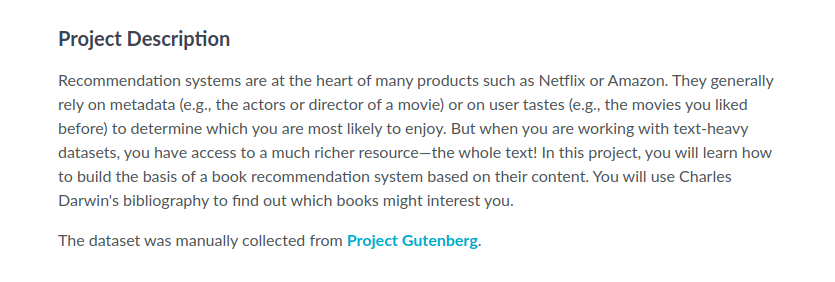 Project Description
Recommendation systems are at the heart of many products such as Netflix or Amazon. They generally
rely on metadata (e.g., the actors or director of a movie) or on user tastes (e.g., the movies you liked
before) to determine which you are most likely to enjoy. But when you are working with text-heavy
datasets, you have access to a much richer resource—the whole text! In this project, you will learn how
to build the basis of a book recommendation system based on their content. You will use Charles
Darwin's bibliography to find out which books might interest you.
The dataset was manually collected from Project Gutenberg.